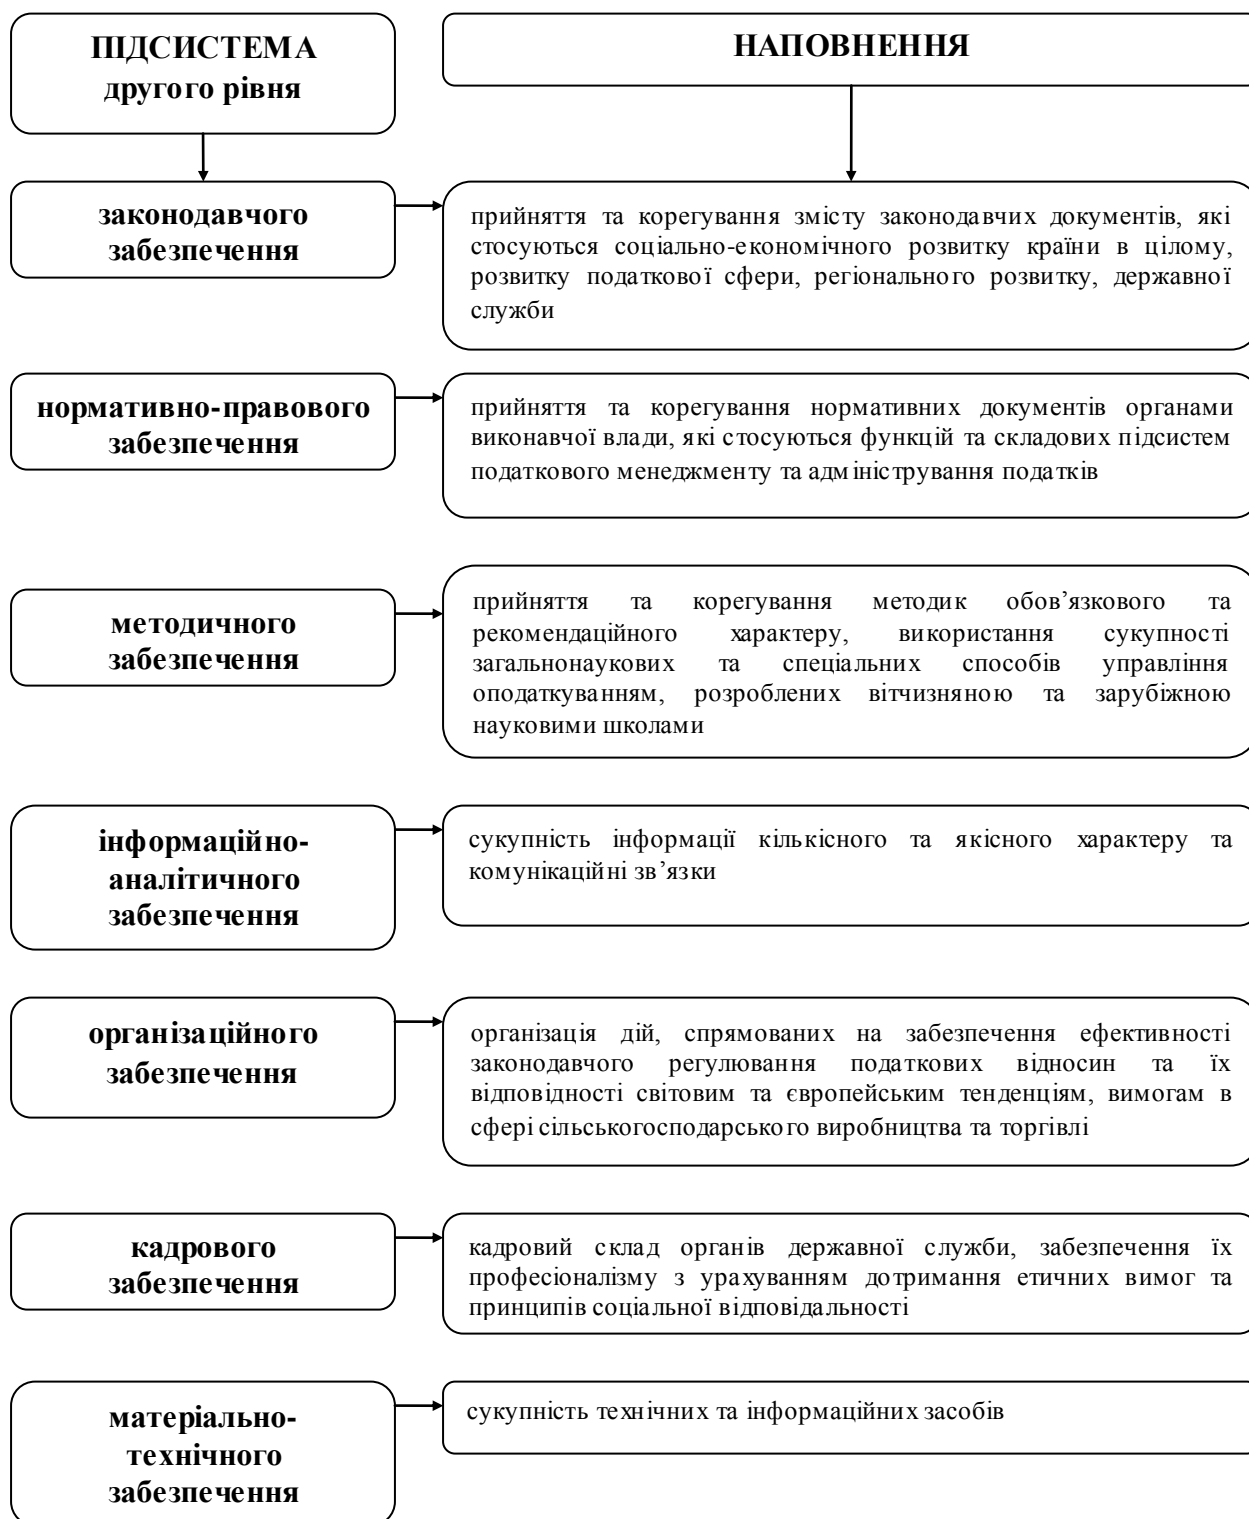 ПІДСИСТЕМА
другого рівня
НАПОВНЕННЯ
законодавчого
забезпечення
прийняття та корегування змісту законодавчих документів, які
стосуються соціально-економічного розвитку країни в цілому,
розвитку податкової сфери, регіонального розвитку, державної
служби
нормативно-правового
забезпечення
прийняття та корегування нормативних документів органами
виконавчої влади, які стосуються функцій та складових підсистем
податкового менеджменту та адміністрування податків
методичного
забезпечення
прийняття та корегування методик обов’язкового та
рекомендаційного характеру, використання сукупності
загальнонаукових та спеціальних способів управління
оподаткуванням, розроблених вітчизняною та зарубіжною
науковими школами
інформаційно-
аналітичного
забезпечення
сукупність інформації кількісного та якісного характеру та
комунікаційні зв’язки
організаційного
забезпечення
організація дій, спрямованих на забезпечення ефективності
законодавчого регулювання податкових відносин та їх
відповідності світовим та європейським тенденціям, вимогам в
сфері сільськогосподарського виробництва та торгівлі
кадрового
забезпечення
кадровий склад органів державної служби, забезпечення їх
професіоналізму з урахуванням дотримання етичних вимог та
принципів соціальної відповідальності
матеріально-
технічного
забезпечення
сукупність технічних та інформаційних засобів